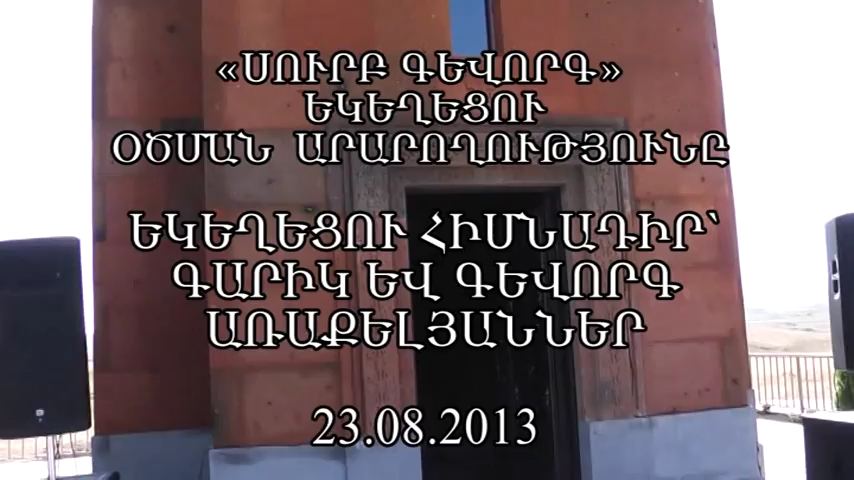 «ՍՈՒՐԲ ԳԵՎՈՐԳ»
ԵԿԵՂԵՑՈՒ
ՕԾՄԱՆ ԱՐԱՐՈՂՈՒԹՅՈՒՆԸ
ԵԿԵՂԵՑՈՒ ՀԻՄՆԱԴԻՐ՝
ԳԱՐԻԿ ԵՎ ԳԵՎՈՐԳ
ԱՌԱՔԵԼՅԱՆՆԵՐ
23.08.2013